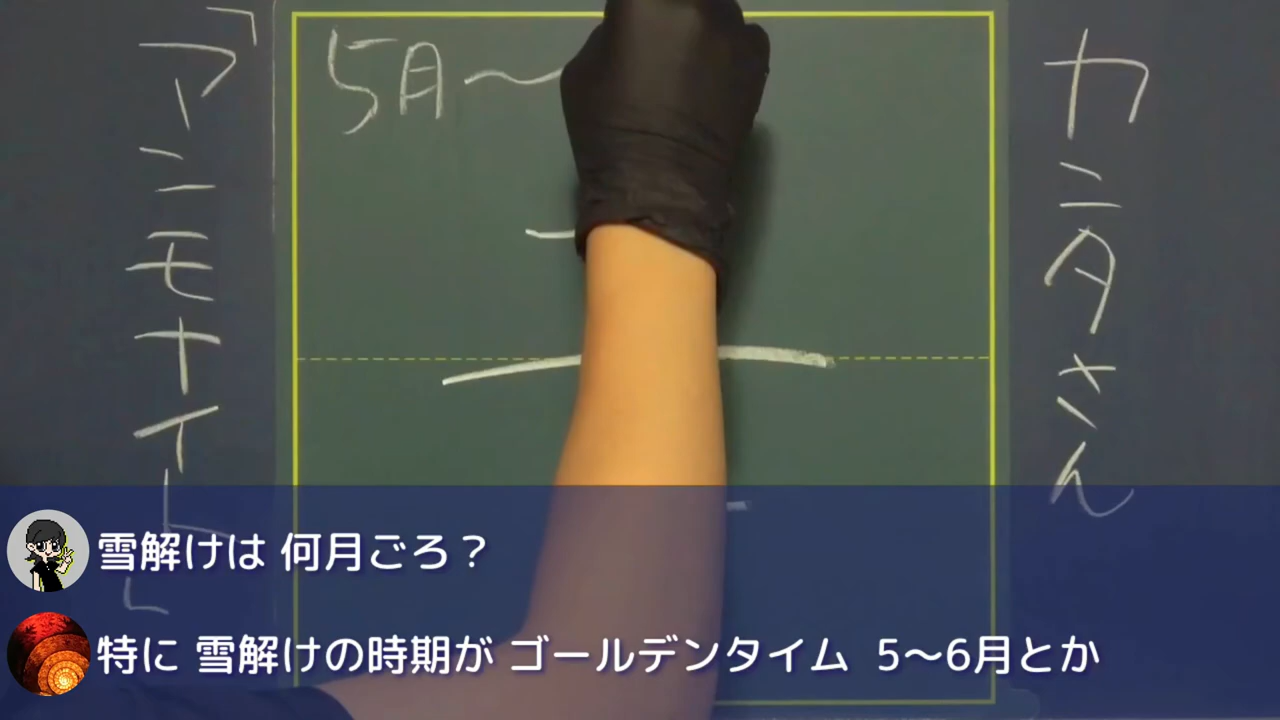 カンタさん
5月〜
「アンモナイト」
雪解けは 何月ごろ？
特に 雪解けの時期が ゴールデンタイム 5〜6月とか